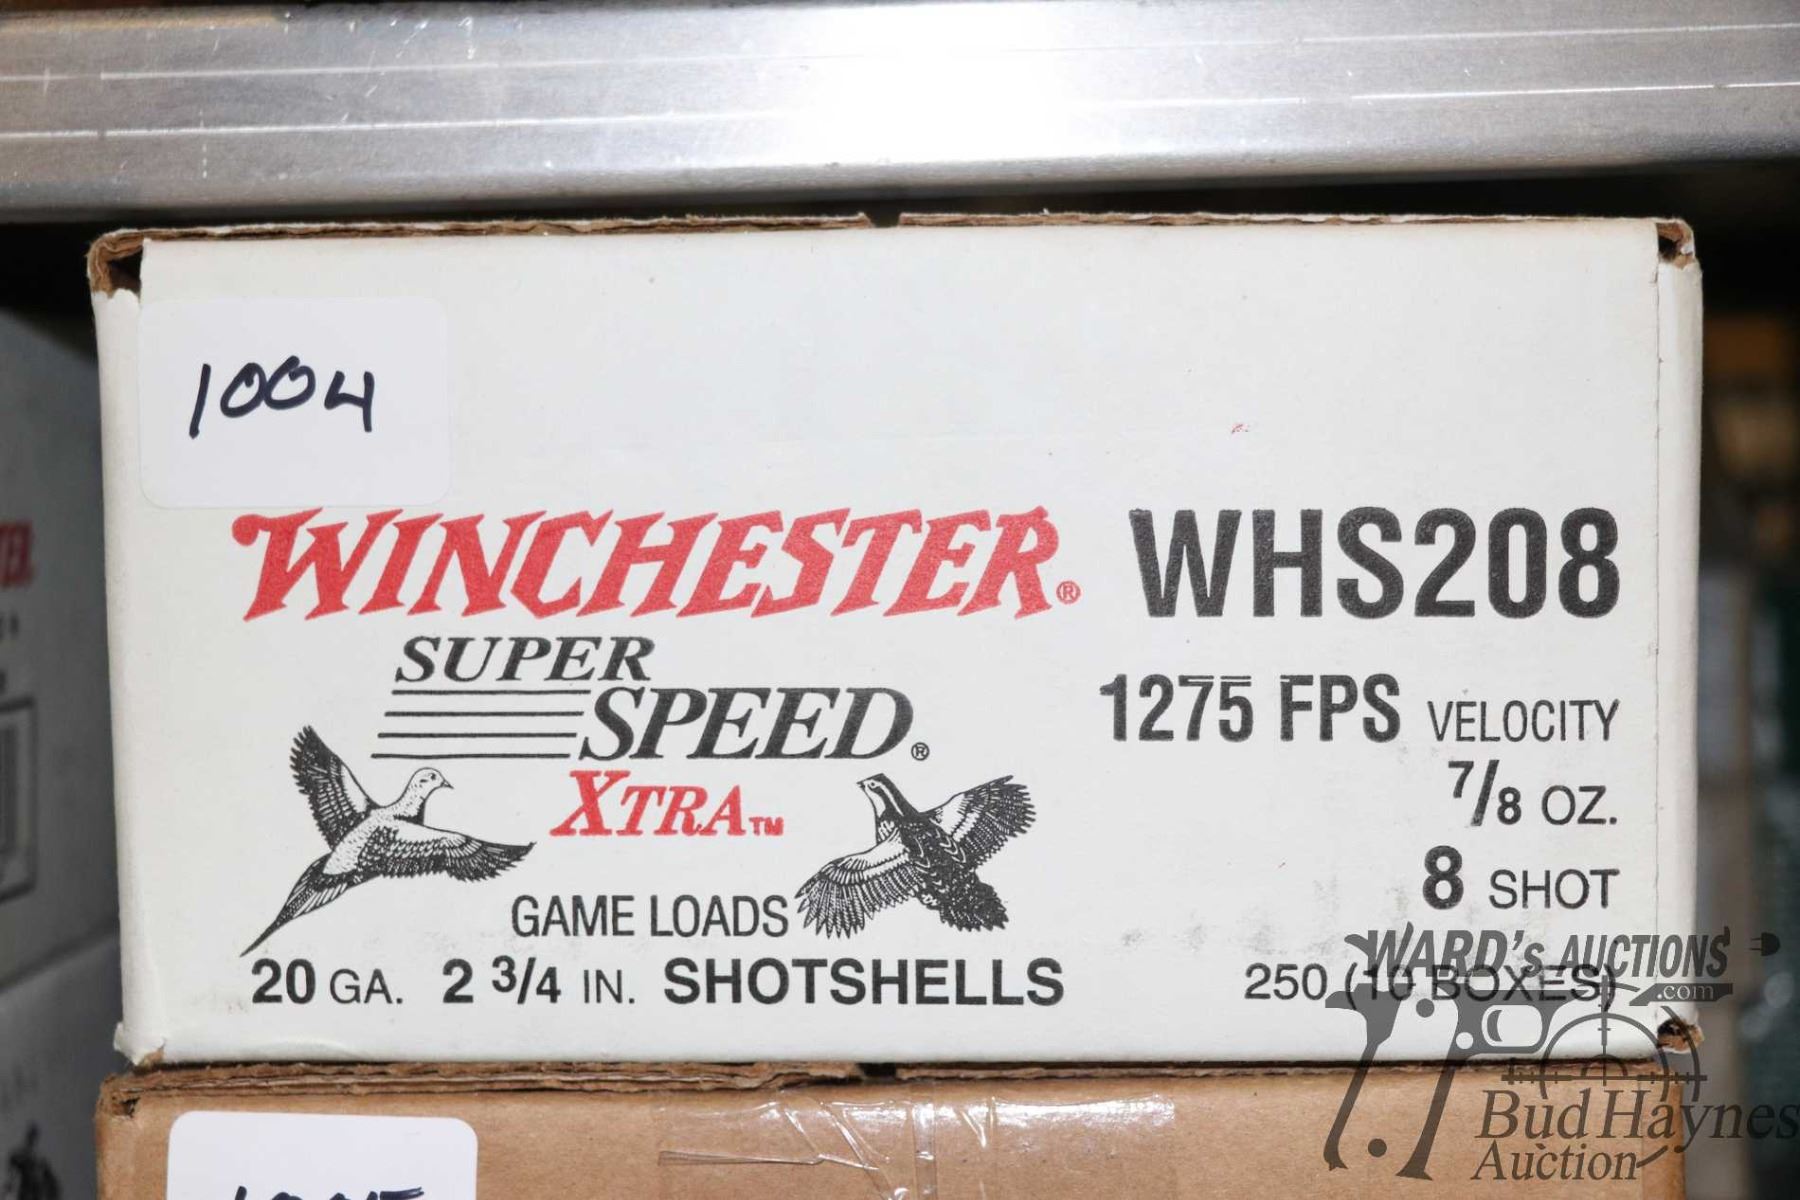 1004
WINCHESTER® WHS208
SUPER
SPEED®
XTRA™
1275 FPS VELOCITY
7/8 OZ.
8 SHOT
GAME LOADS
20 GA. 2 3/4 IN. SHOTSHELLS
250 (10 BOXES)
WARD's AUCTIONS
.com
Bud Haynes
Auction